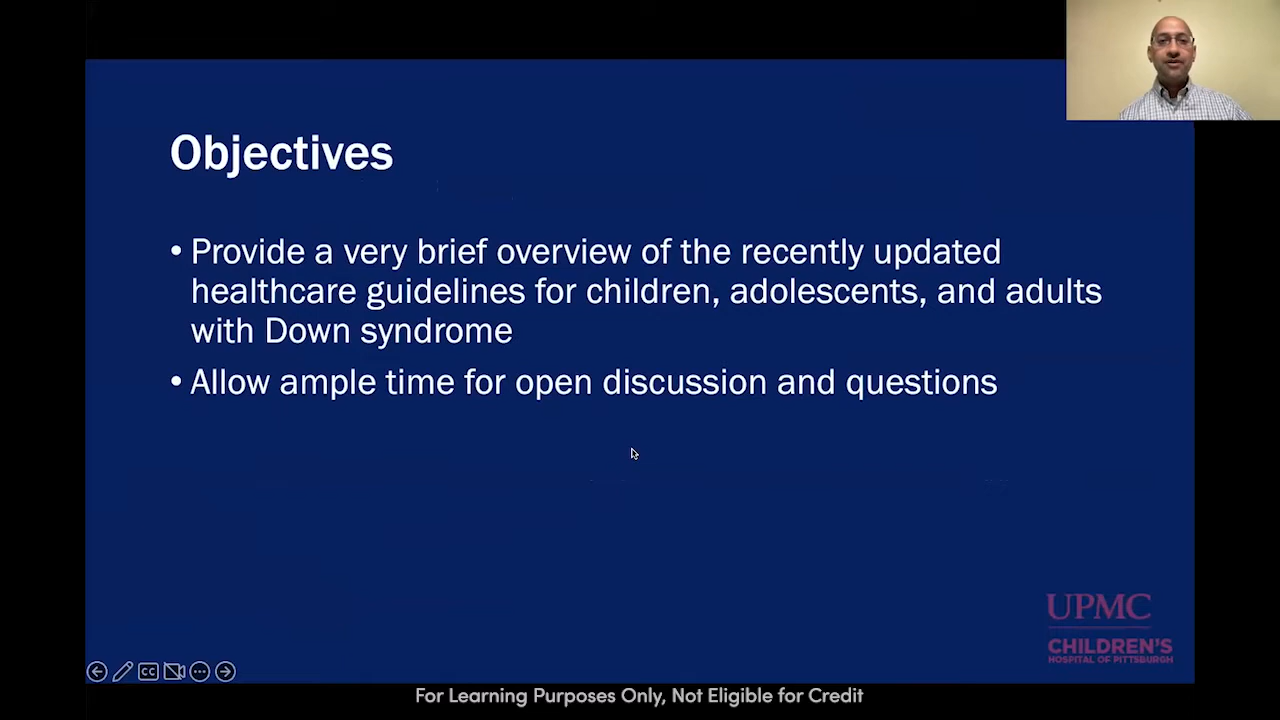 Objectives
• Provide a very brief overview of the recently updated
healthcare guidelines for children, adolescents, and adults
with Down syndrome
• Allow ample time for open discussion and questions
UPMC
CHILDREN'S
HOSPITAL OF PITTSBURGH
CC
For Learning Purposes Only, Not Eligible for Credit